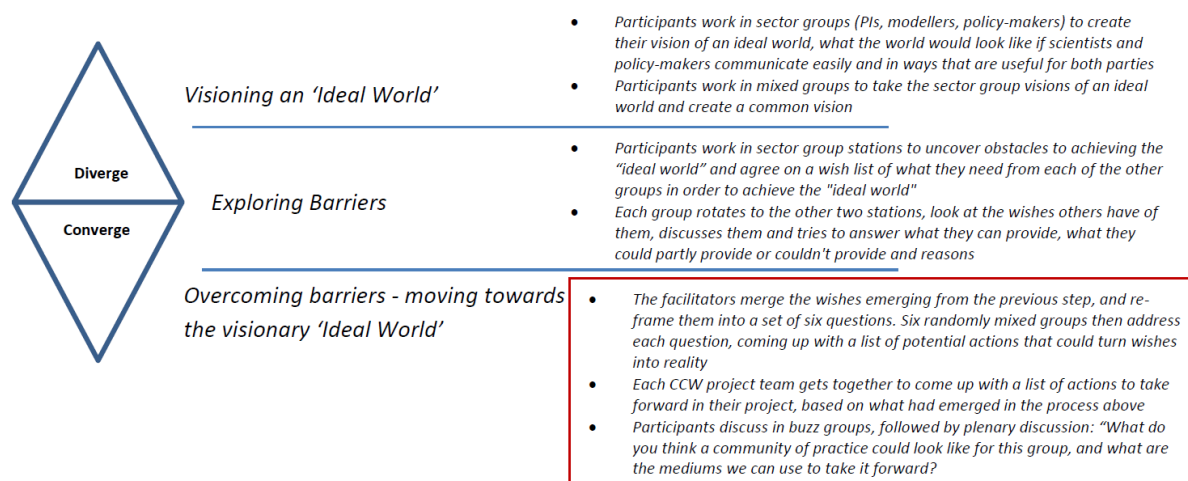 Diverge
Converge
Visioning an ‘Ideal World’
• Participants work in sector groups (PIs, modellers, policy-makers) to create
their vision of an ideal world, what the world would look like if scientists and
policy-makers communicate easily and in ways that are useful for both parties
• Participants work in mixed groups to take the sector group visions of an ideal
world and create a common vision
Exploring Barriers
• Participants work in sector group stations to uncover obstacles to achieving the
“ideal world” and agree on a wish list of what they need from each of the other
groups in order to achieve the "ideal world"
• Each group rotates to the other two stations, look at the wishes others have of
them, discusses them and tries to answer what they can provide, what they
could partly provide or couldn't provide and reasons
Overcoming barriers - moving towards
the visionary ‘Ideal World’
• The facilitators merge the wishes emerging from the previous step, and re-
frame them into a set of six questions. Six randomly mixed groups then address
each question, coming up with a list of potential actions that could turn wishes
into reality
• Each CCW project team gets together to come up with a list of actions to take
forward in their project, based on what had emerged in the process above
• Participants discuss in buzz groups, followed by plenary discussion: “What do
you think a community of practice could look like for this group, and what are
the mediums we can use to take it forward?